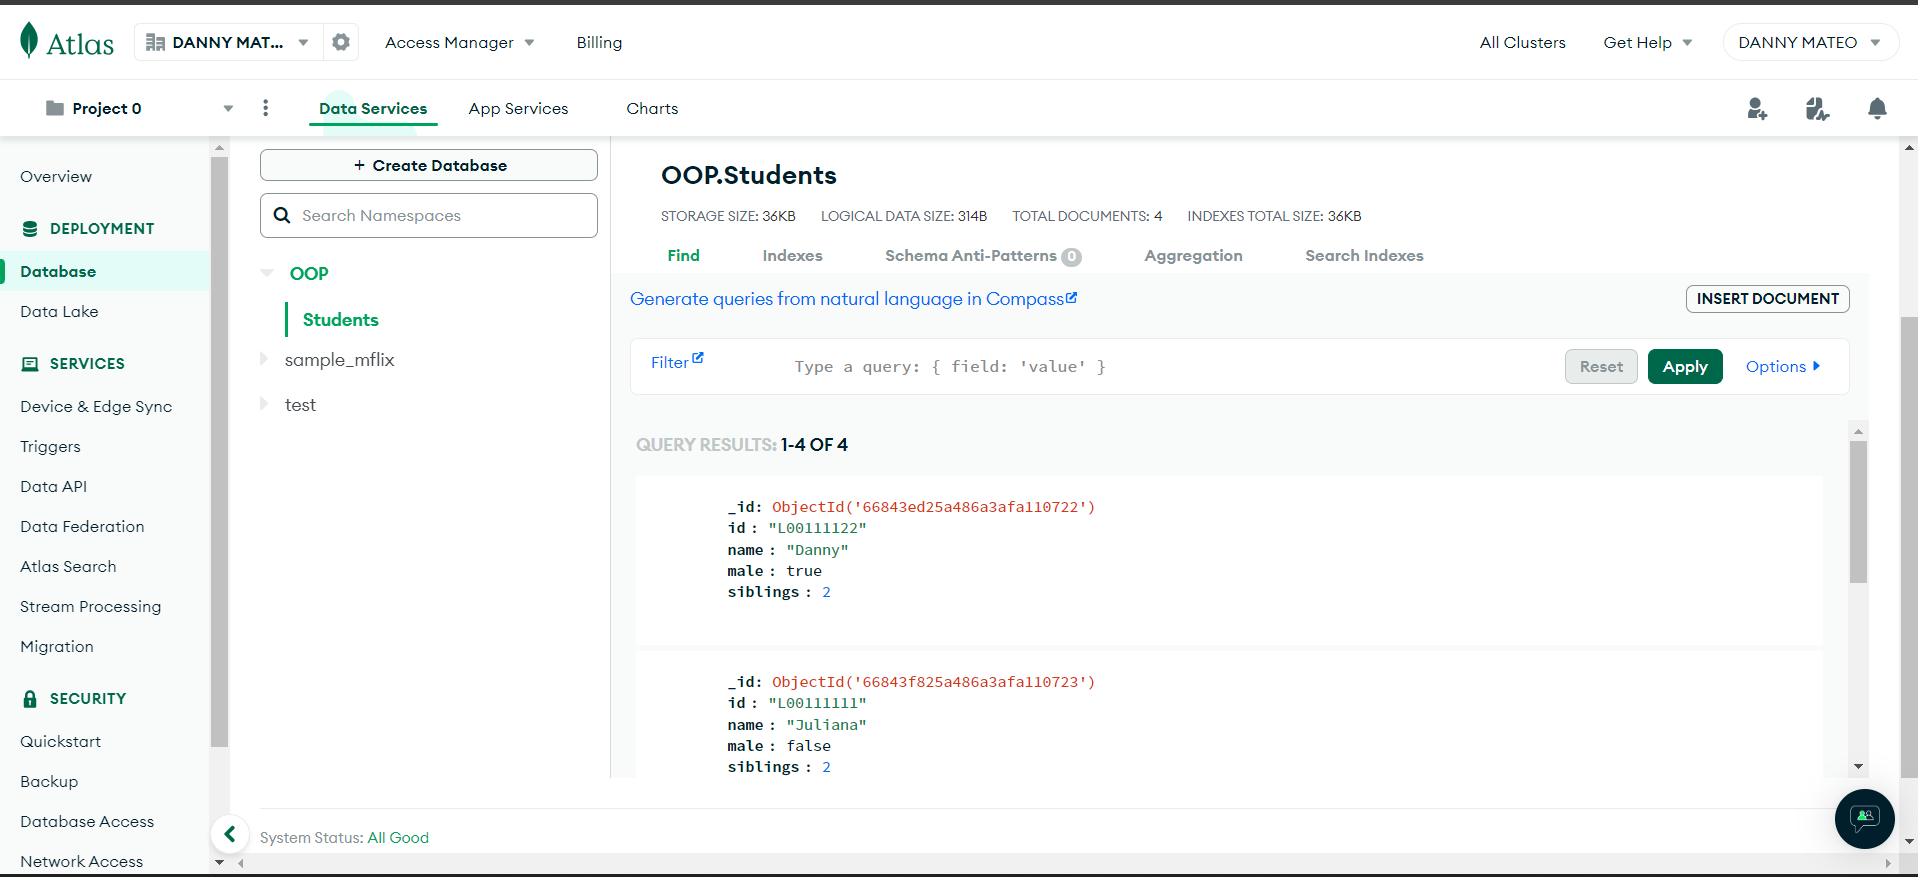 Atlas
DANNY MAT...
Access Manager
Billing
All Clusters
Get Help
DANNY MATEO
Project 0
Data Services
App Services
Charts
Overview
DEPLOYMENT
Database
Data Lake
SERVICES
Device & Edge Sync
Triggers
Data API
Data Federation
Atlas Search
Stream Processing
Migration
SECURITY
Quickstart
Backup
Database Access
Network Access
+ Create Database
Search Namespaces
OOP
Students
sample_mflix
test
OOP.Students
STORAGE SIZE: 36KB LOGICAL DATA SIZE: 314B TOTAL DOCUMENTS: 4 INDEXES TOTAL SIZE: 36KB
Find Indexes Schema Anti-Patterns 0 Aggregation Search Indexes
Generate queries from natural language in Compass
INSERT DOCUMENT
Filter
Type a query: { field: 'value' }
Reset
Apply
Options
QUERY RESULTS: 1-4 OF 4
_id: ObjectId('66843ed25a486a3afa110722')
id : "L00111122"
name : "Danny"
male : true
siblings : 2
_id: ObjectId('66843f825a486a3afa110723')
id : "L00111111"
name : "Juliana"
male : false
siblings : 2
System Status: All Good